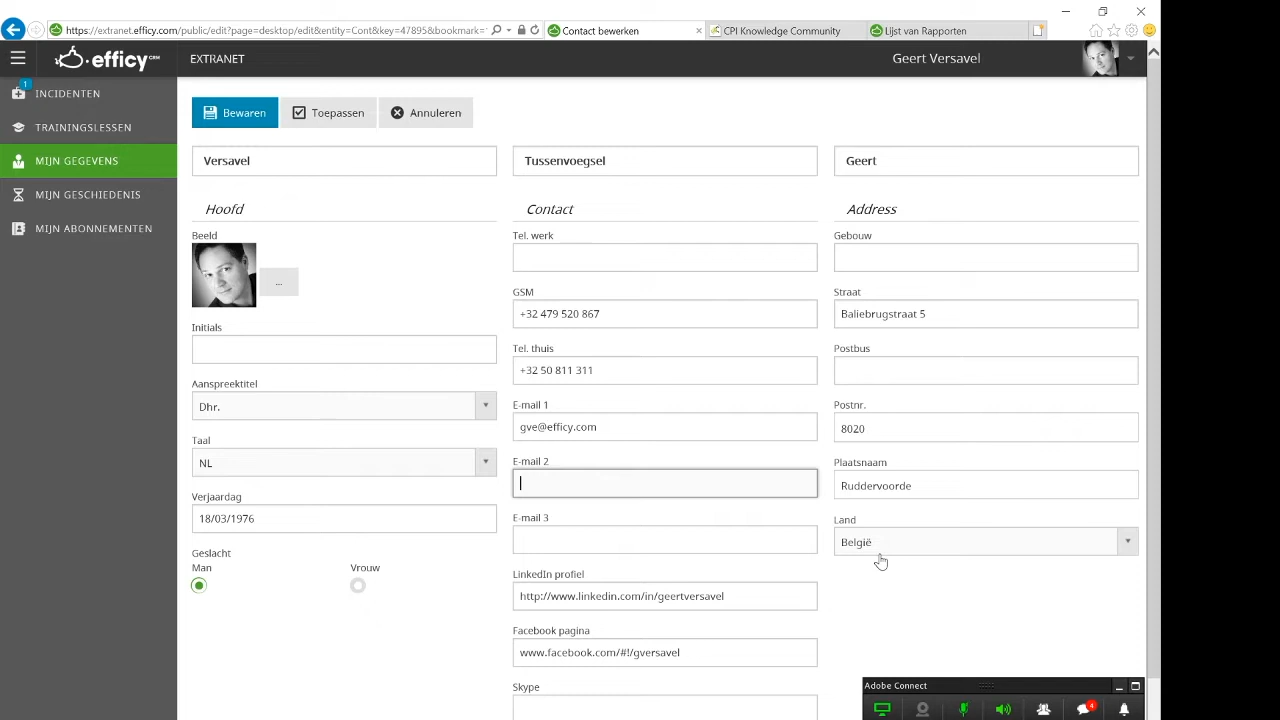 https://extranet.efficy.com/public/edit?page=desktop/edit&entity=Cont&key=47895&bookmark=
Contact bewerken
CPI Knowledge Community
Lijst van Rapporten
efficy CRM
EXTRANET
Geert Versavel
1
INCIDENTEN
TRAININGSLESSEN
MIJN GEGEVENS
MIJN GESCHIEDENIS
MIJN ABONNEMENTEN
Bewaren
Toepassen
Annuleren
Versavel
Tussenvoegsel
Geert
Hoofd
Beeld
...
Initials
Aanspreektitel
Dhr.
Taal
NL
Verjaardag
18/03/1976
Geslacht
Man
Vrouw
Contact
Tel. werk
GSM
+32 479 520 867
Tel. thuis
+32 50 811 311
E-mail 1
gve@efficy.com
E-mail 2
E-mail 3
LinkedIn profiel
http://www.linkedin.com/in/geertversavel
Facebook pagina
www.facebook.com/#!/gversavel
Skype
Address
Gebouw
Straat
Baliebrugstraat 5
Postbus
Postnr.
8020
Plaatsnaam
Ruddervoorde
Land
België
Adobe Connect
4